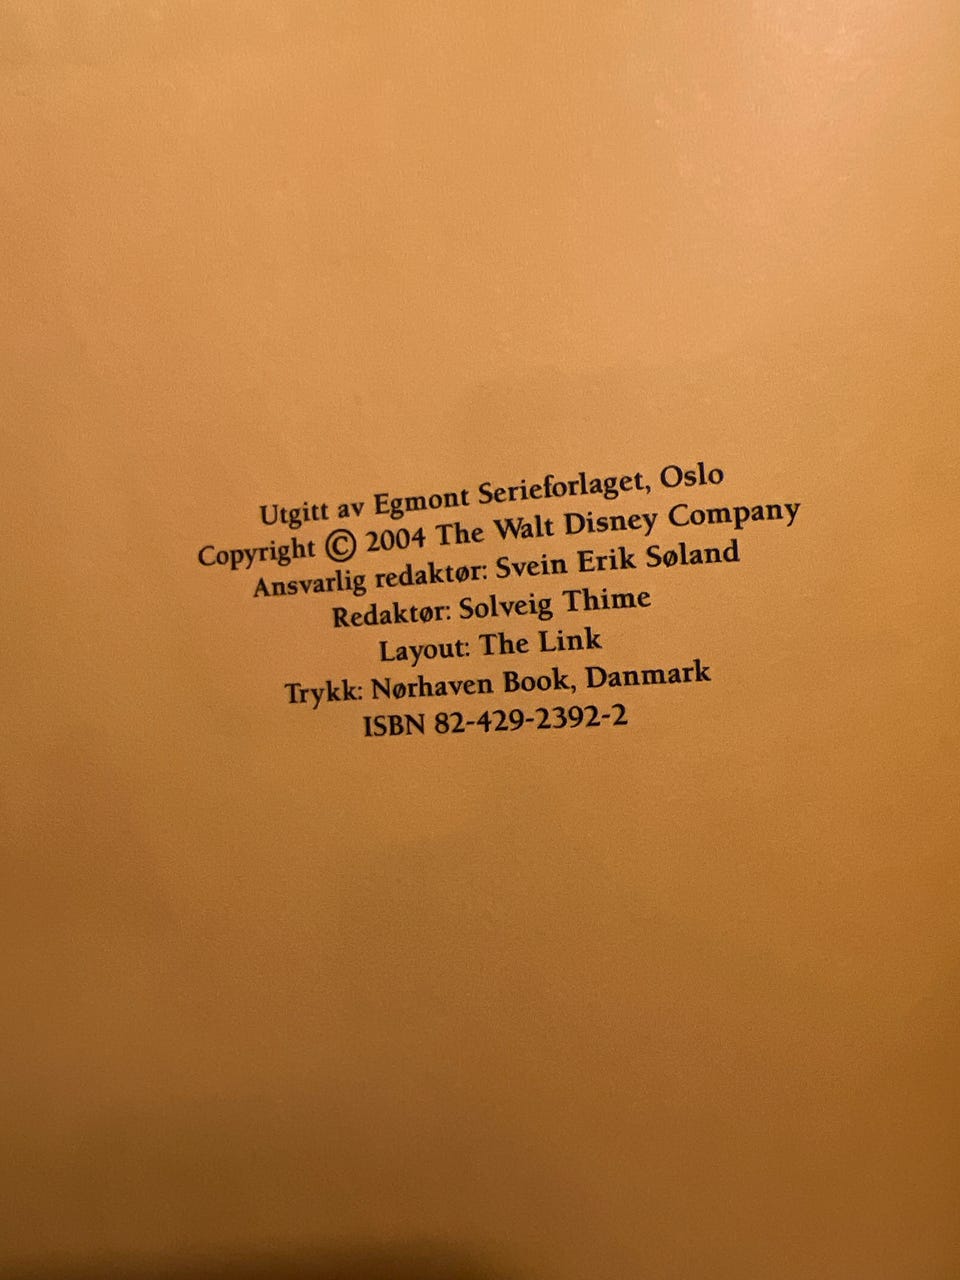 Utgitt av Egmont Serieforlaget, Oslo
Copyright © 2004 The Walt Disney Company
Ansvarlig redaktør: Svein Erik Søland
Redaktør: Solveig Thime
Layout: The Link
Trykk: Nørhaven Book, Danmark
ISBN 82-429-2392-2